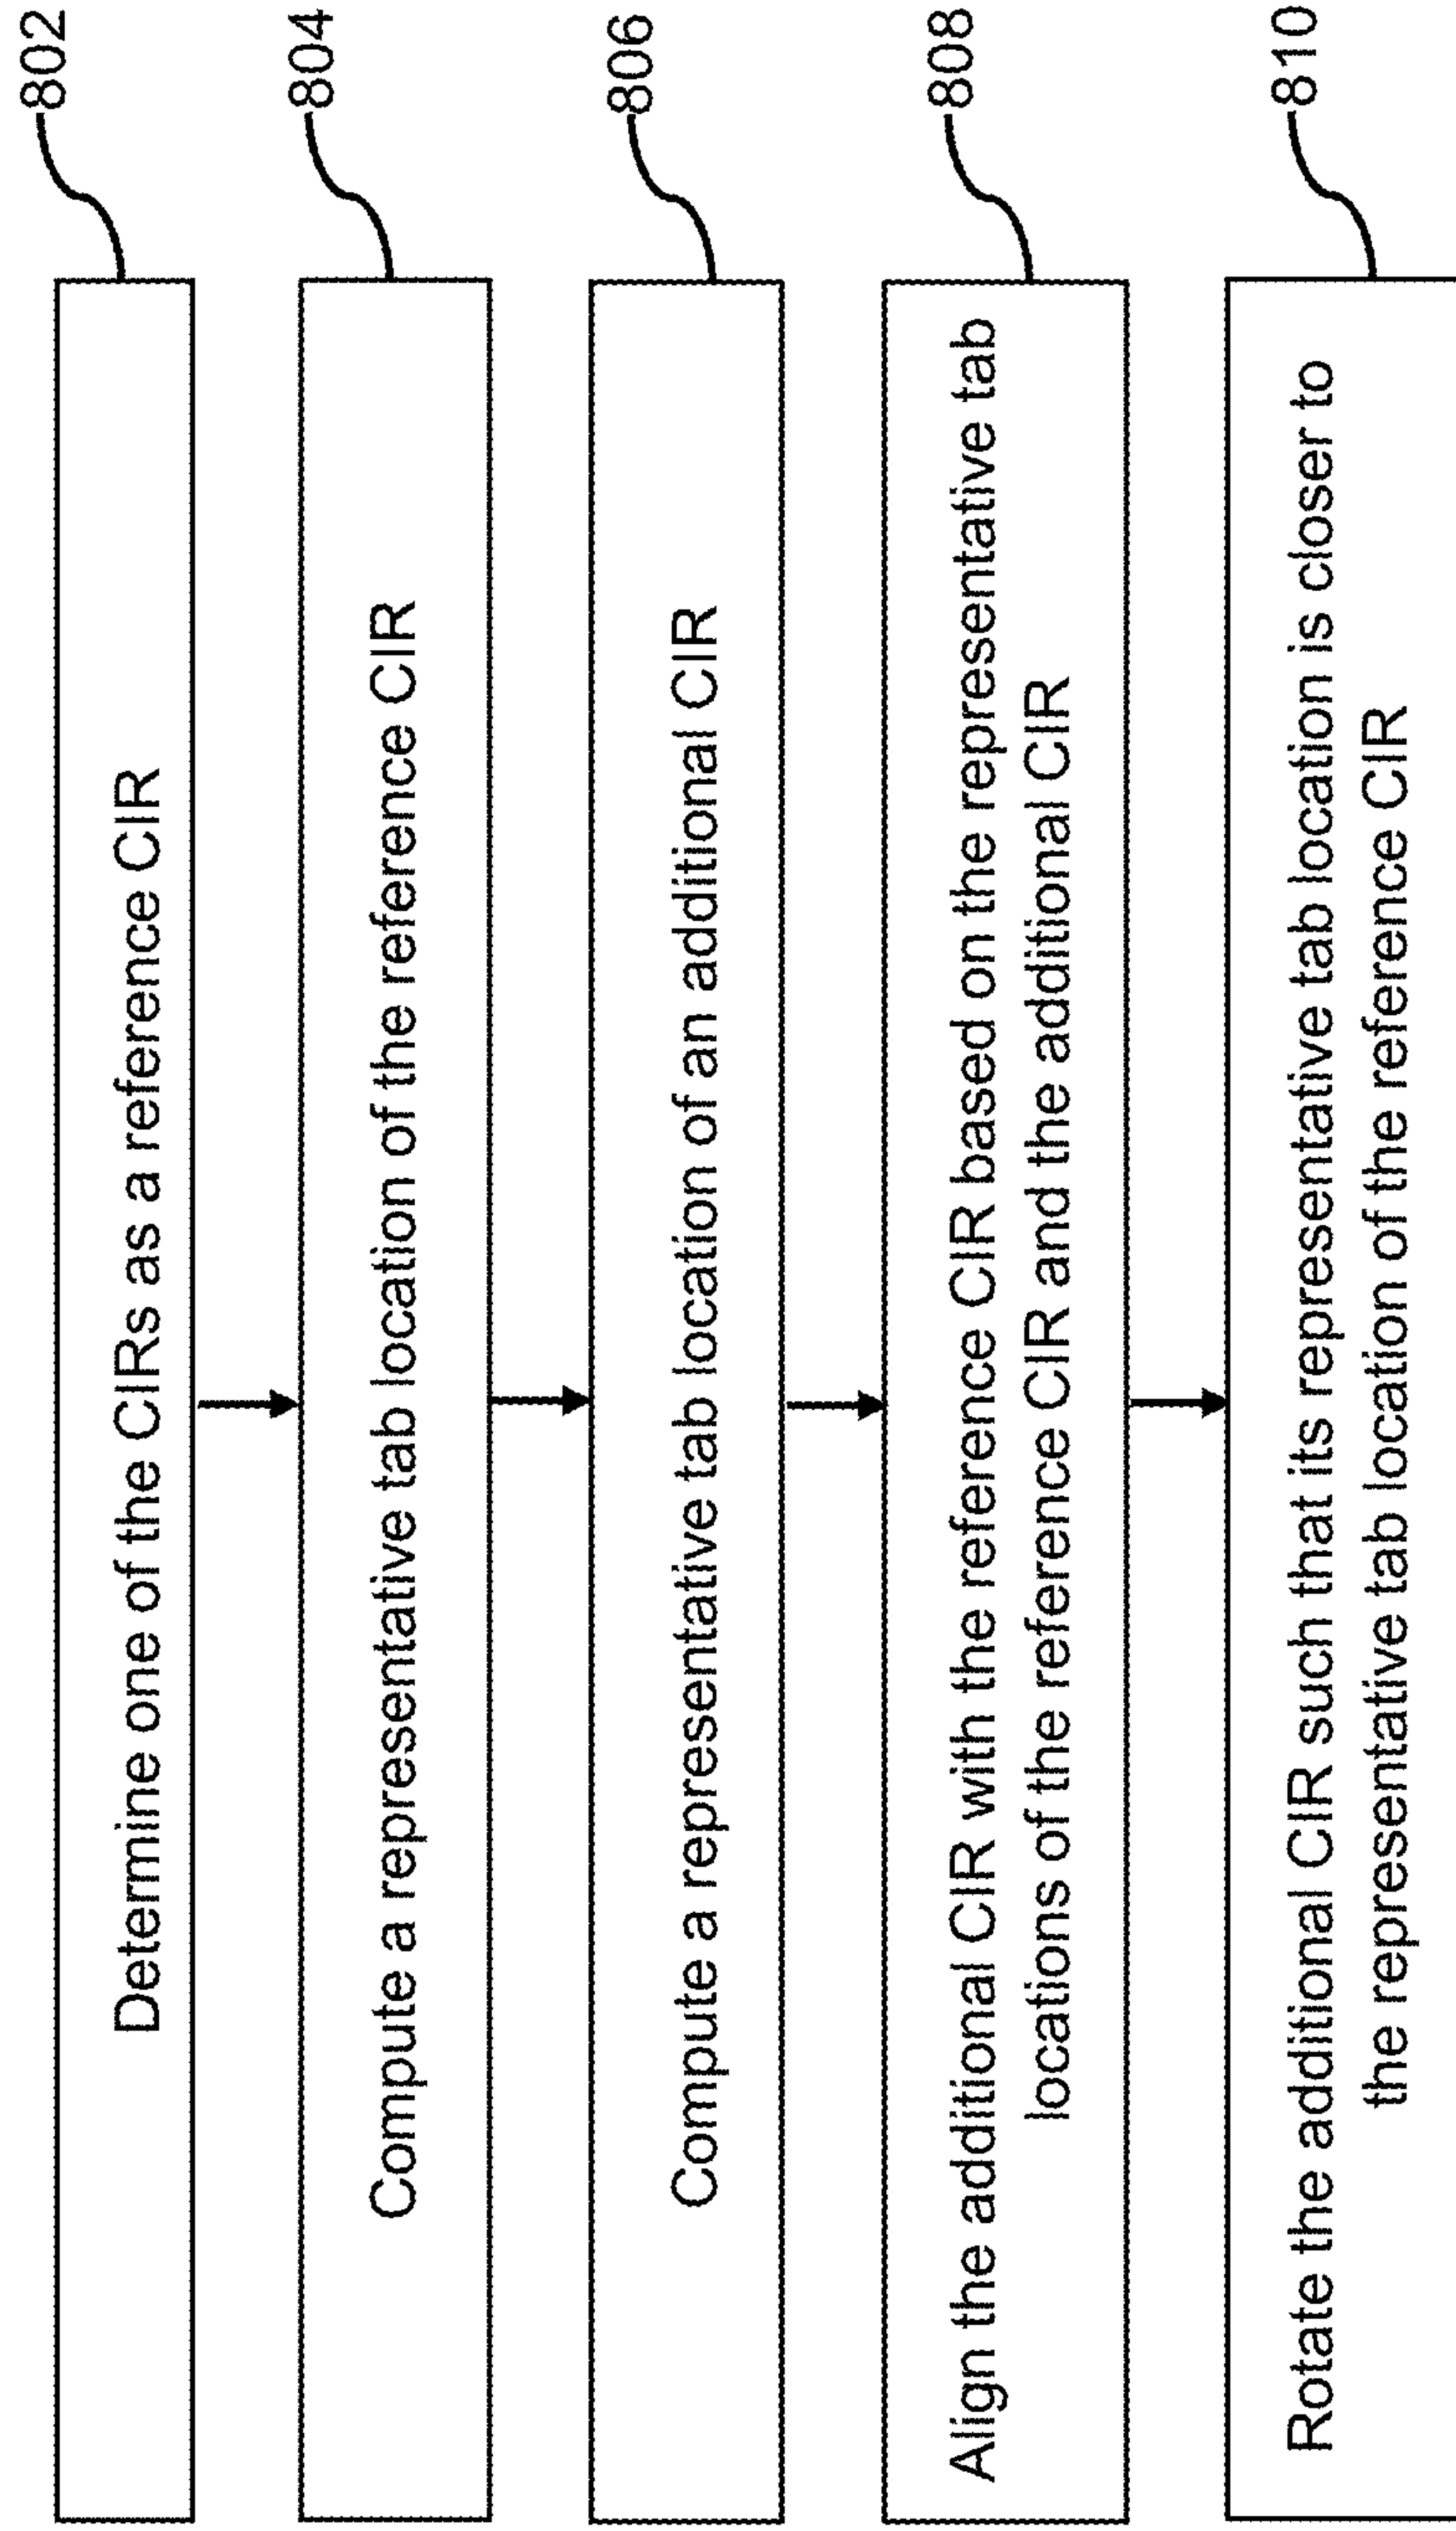 802
Determine one of the CIRs as a reference CIR
804
Compute a representative tab location of the reference CIR
806
Compute a representative tab location of an additional CIR
808
Align the additional CIR with the reference CIR based on the representative tab
locations of the reference CIR and the additional CIR
810
Rotate the additional CIR such that its representative tab location is closer to
the representative tab location of the reference CIR